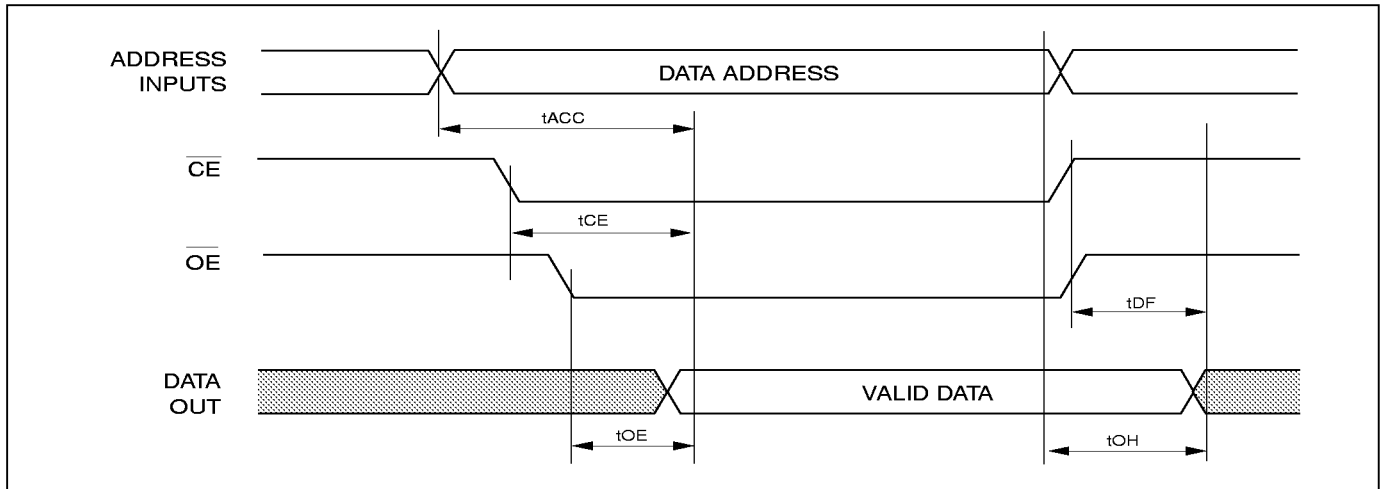 ADDRESS
INPUTS
DATA ADDRESS
tACC
CE
tCE
OE
tDF
DATA
OUT
VALID DATA
tOE
tOH